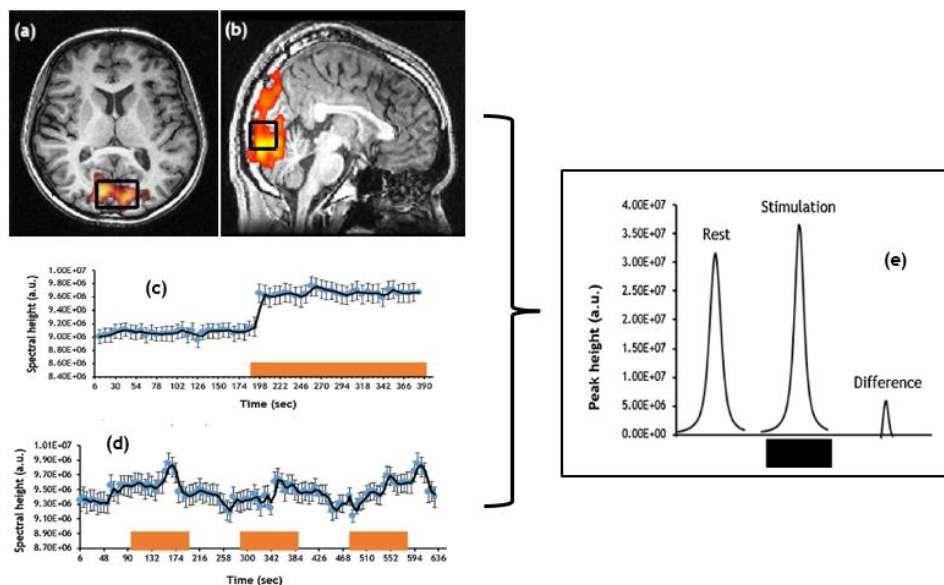 (a)
(b)
(c)
Spectral height (a.u.)
1.00E+07
9.80E+06
9.60E+06
9.40E+06
9.20E+06
9.00E+06
8.80E+06
8.60E+06
8.40E+06
6 30 54 78 102 126 150 174 198 222 246 270 294 318 342 366 390
Time (sec)
(d)
Spectral height (a.u.)
1.01E+07
9.90E+06
9.70E+06
9.50E+06
9.30E+06
9.10E+06
8.90E+06
8.70E+06
6 48 90 132 174 216 258 300 342 384 426 468 510 552 594 636
Time (sec)
(e)
Peak height (a.u.)
4.00E+07
3.50E+07
3.00E+07
2.50E+07
2.00E+07
1.50E+07
1.00E+07
5.00E+06
0.00E+00
Rest
Stimulation
Difference